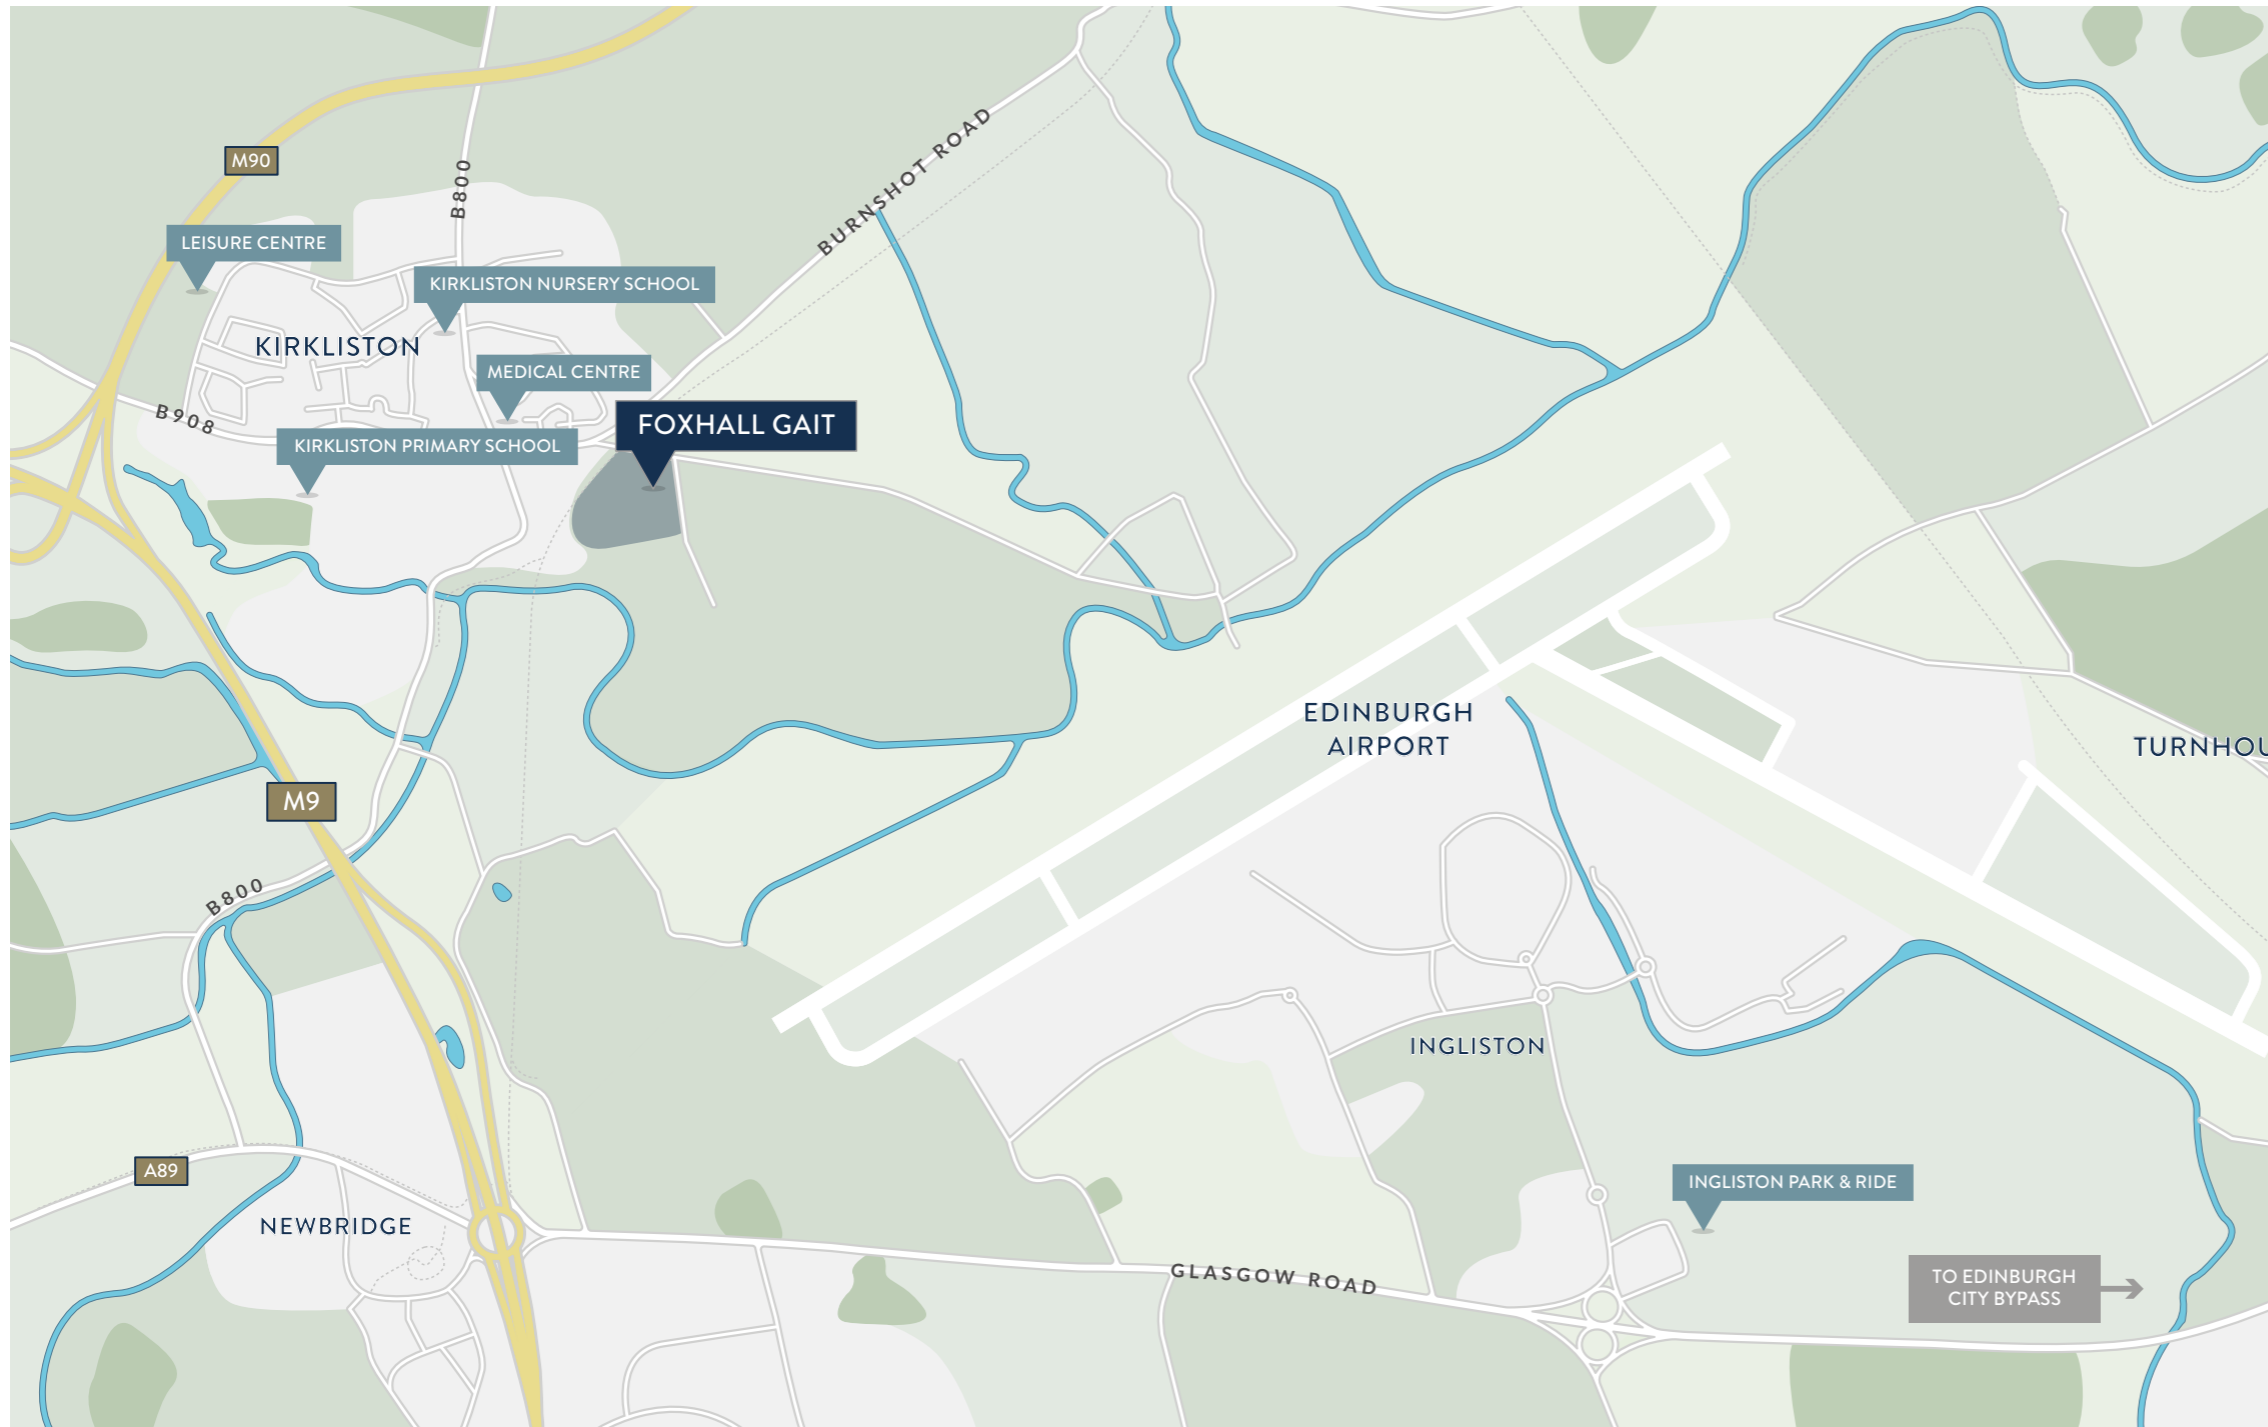 M90
B800
BURNSHOT ROAD
LEISURE CENTRE
KIRKLISTON NURSERY SCHOOL
KIRKLISTON
MEDICAL CENTRE
B908
FOXHALL GAIT
KIRKLISTON PRIMARY SCHOOL
EDINBURGH
AIRPORT
TURNHOU
M9
B800
INGLISTON
A89
INGLISTON PARK & RIDE
NEWBRIDGE
GLASGOW ROAD
TO EDINBURGH
CITY BYPASS